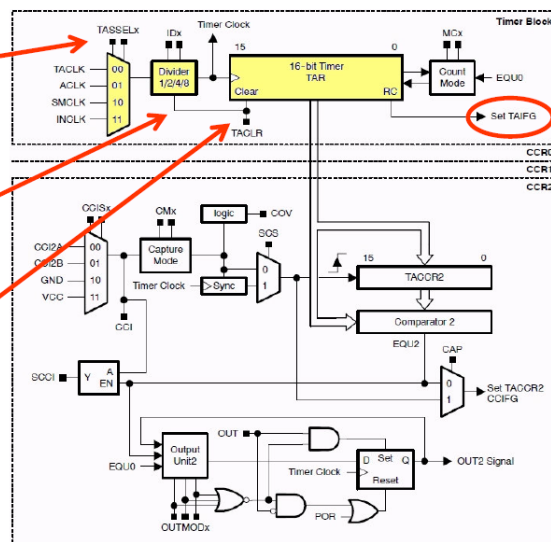 Timer Block
TASSELx
IDx
Timer Clock
15
0
MCx
TACLK
ACLK
SMCLK
INCLK
00
01
10
11
Divider
1/2/4/8
16-bit Timer
TAR
Clear
RC
Count
Mode
EQU0
TACLR
Set TAIFG
CCR0
CCR1
CCR2
CCISx
CMx
logic
COV
SCS
CCI2A
CCI2B
GND
VCC
00
01
10
11
Capture
Mode
Timer Clock
Sync
0
1
15
0
TACCR2
CCI
Comparator 2
EQU2
CAP
SCCI
Y
A
EN
0
1
Set TACCR2
CCIFG
OUT
EQU0
Output
Unit2
Timer Clock
D
Set
Q
Reset
OUT2 Signal
POR
OUTMODx